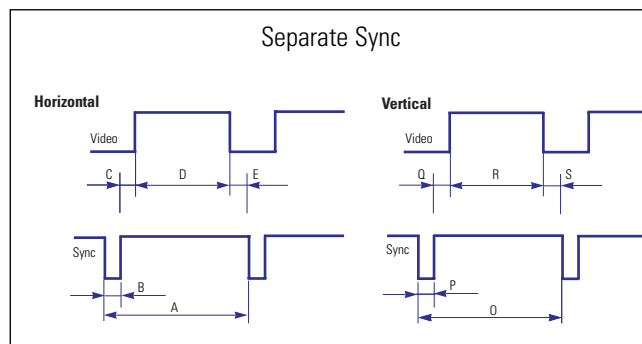 Separate Sync
Horizontal
Video
C
D
E
Sync
B
A
Vertical
Video
Q
R
S
Sync
P
O